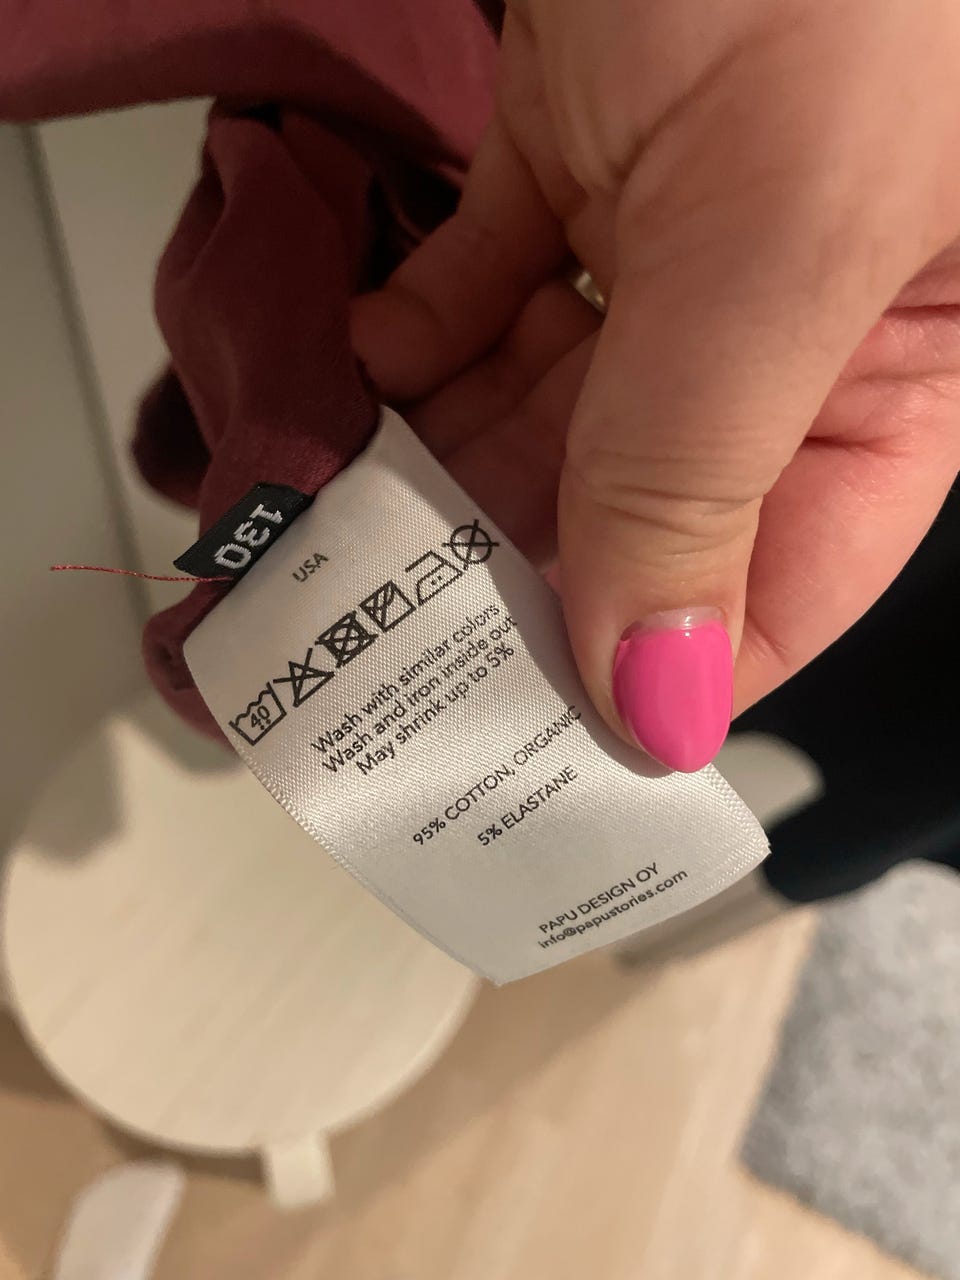 130
USA
40
Wash with similar colors
Wash and iron inside out
May shrink up to 5%
95% COTTON, ORGANIC
5% ELASTANE
PAPU DESIGN OY
info@papustories.com